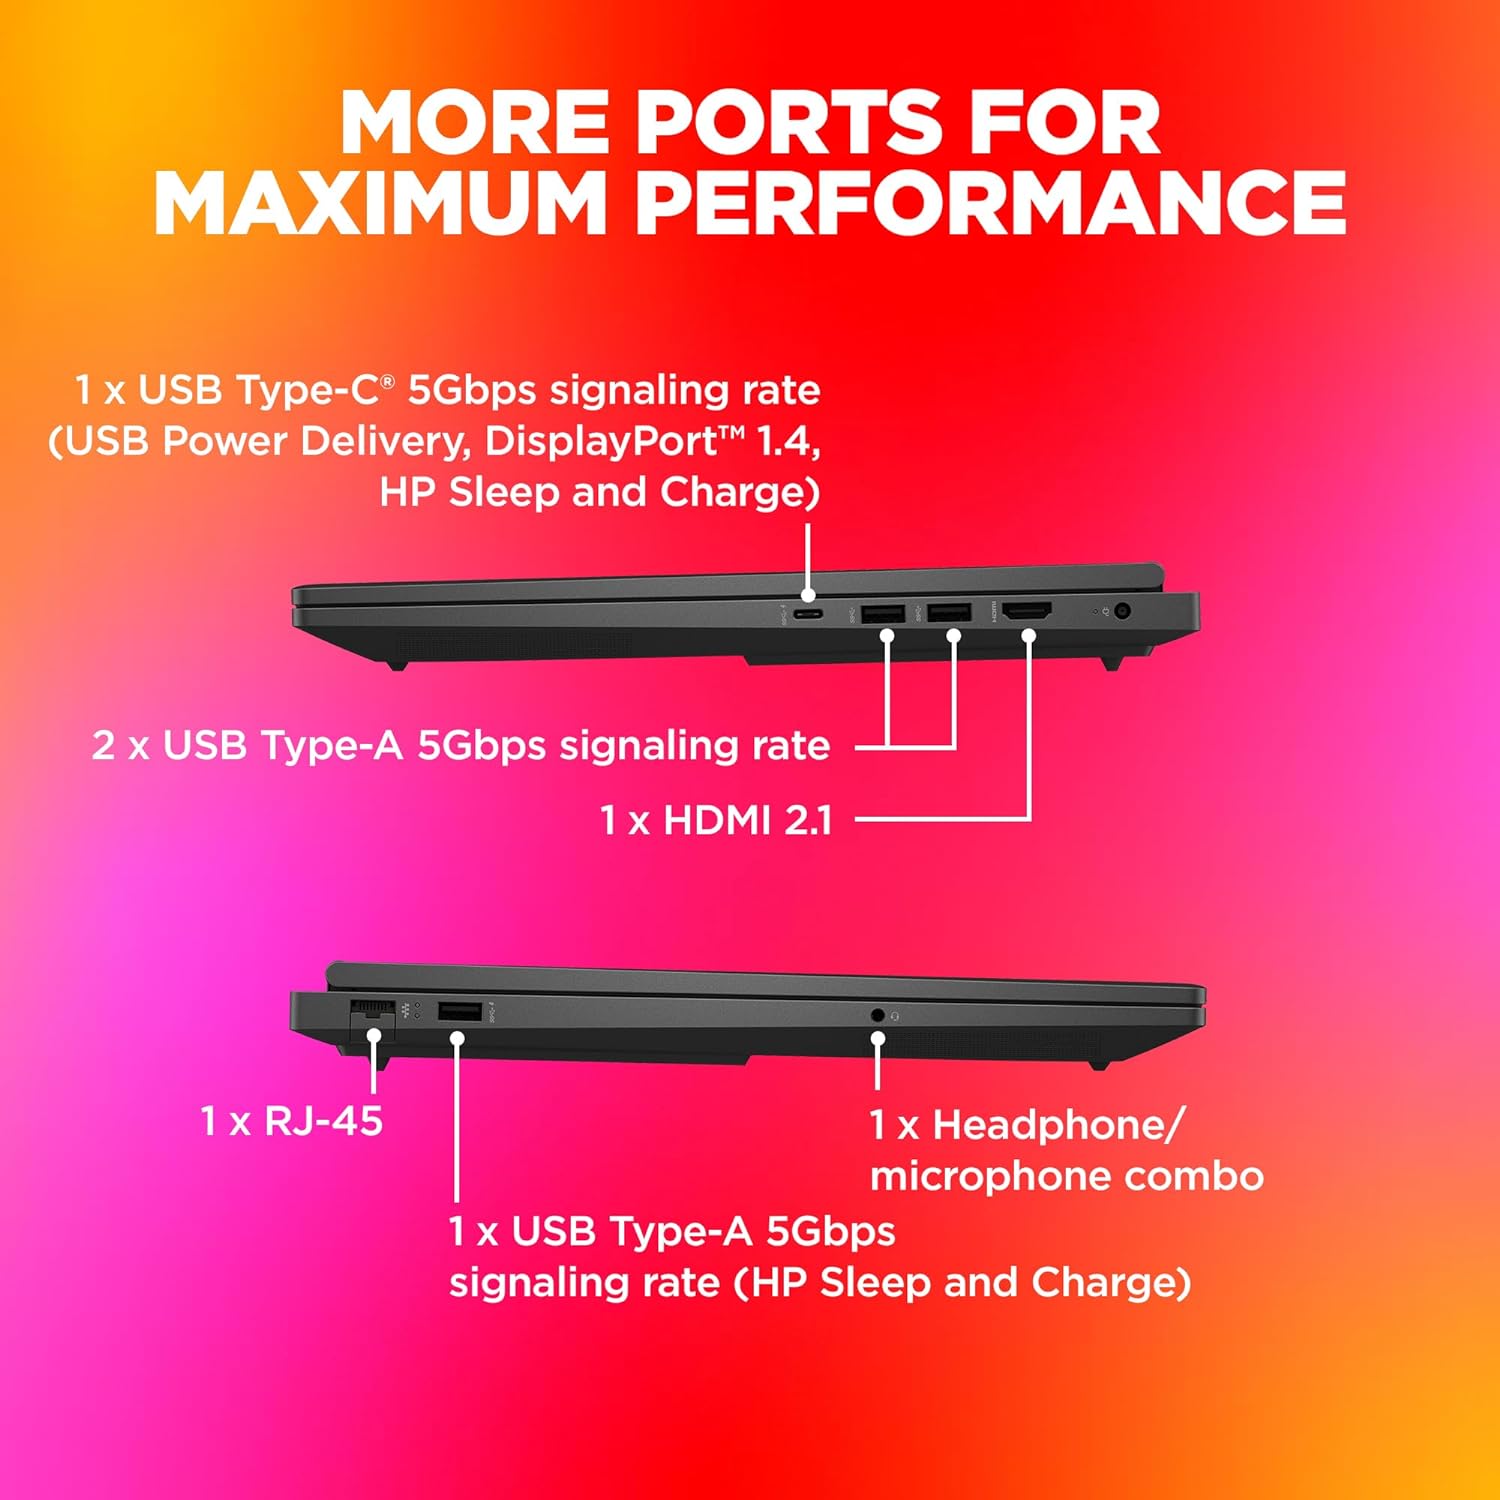 MORE PORTS FOR
MAXIMUM PERFORMANCE
1 x USB Type-C® 5Gbps signaling rate
(USB Power Delivery, DisplayPort™ 1.4,
HP Sleep and Charge)
HDMI
2 x USB Type-A 5Gbps signaling rate
1 x HDMI 2.1
1 x RJ-45
1 x Headphone/
microphone combo
1 x USB Type-A 5Gbps
signaling rate (HP Sleep and Charge)